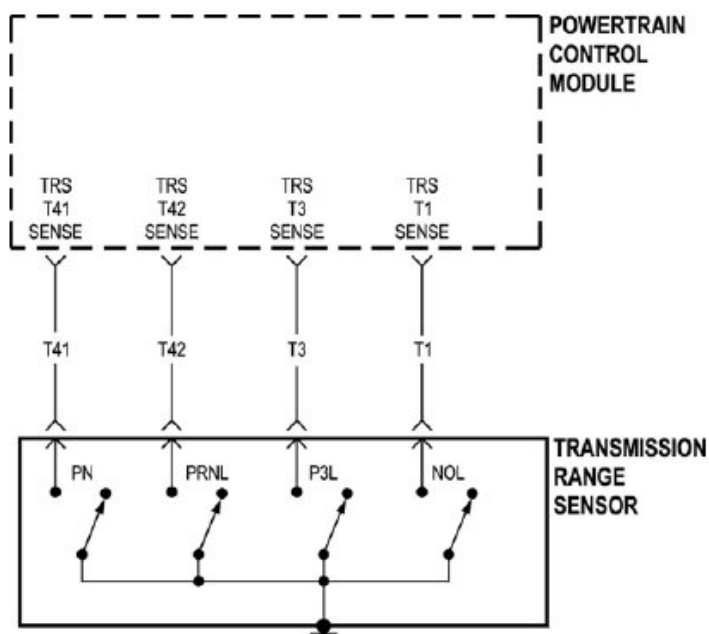 POWERTRAIN
CONTROL
MODULE
TRS
T41
SENSE
TRS
T42
SENSE
TRS
T3
SENSE
TRS
T1
SENSE
T41
T42
T3
T1
TRANSMISSION
RANGE
SENSOR
PN
PRNL
P3L
NOL